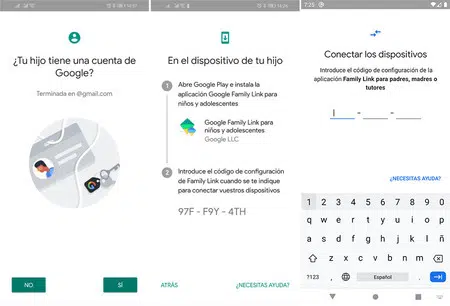 14:37
¿Tu hijo tiene una cuenta de
Google?
Terminada en @gmail.com
NO
SÍ
En el dispositivo de tu hijo
1
Abre Google Play e instala la
aplicación Google Family Link para
niños y adolescentes
Google Family Link para
niños y adolescentes
Google LLC
2
Introduce el código de configuración
de Family Link cuando se te indique
para conectar vuestros dispositivos
97F - F9Y - 4TH
ATRÁS
¿NECESITAS AYUDA?
7:25
Conectar los dispositivos
Introduce el código de configuración de la
aplicación Family Link para padres, madres o
tutores
- -
¿NECESITAS AYUDA?
1 2 3 4 5 6 7 8 9 0
q w e r t y u i o p
a s d f g h j k l ñ
z x c v b n m
?123 , Español .